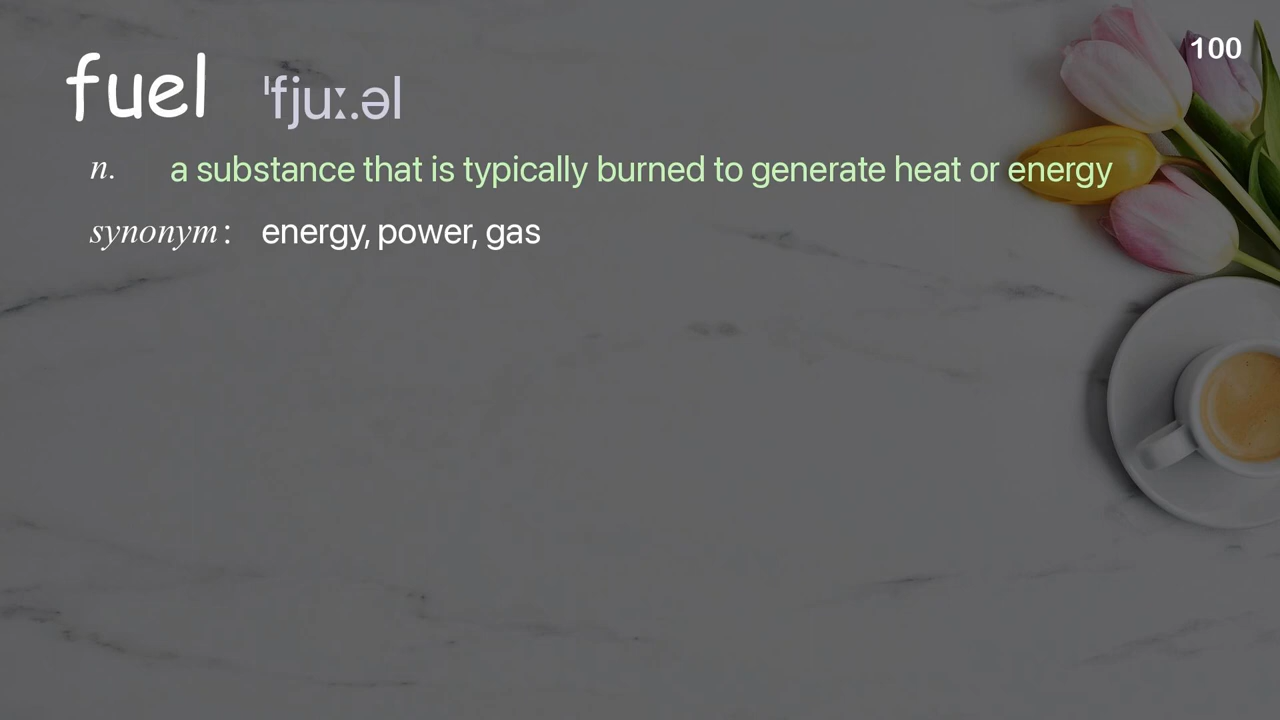 100
fuel ˈfjuː.əl
n. a substance that is typically burned to generate heat or energy
synonym: energy, power, gas